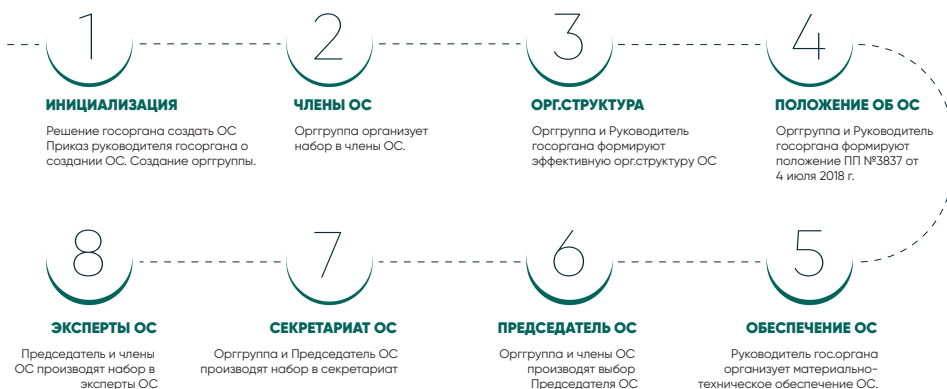 1
ИНИЦИАЛИЗАЦИЯ
Решение госоргана создать ОС
Приказ руководителя госоргана о
создании ОС. Создание оргруппы.
2
ЧЛЕНЫ ОС
Оргруппа организует
набор в члены ОС.
3
ОРГ.СТРУКТУРА
Оргруппа и Руководитель
госоргана формируют
эффективную орг.структуру ОС
4
ПОЛОЖЕНИЕ ОБ ОС
Оргруппа и Руководитель
госоргана формируют
положение ПП №3837 от
4 июля 2018 г.
5
ОБЕСПЕЧЕНИЕ ОС
Руководитель гос.органа
организует материально-
техническое обеспечение ОС.
6
ПРЕДСЕДАТЕЛЬ ОС
Оргруппа и члены ОС
производят выбор
Председателя ОС
7
СЕКРЕТАРИАТ ОС
Оргруппа и Председатель ОС
производят набор в секретариат
8
ЭКСПЕРТЫ ОС
Председатель и члены
ОС производят набор в
эксперты ОС